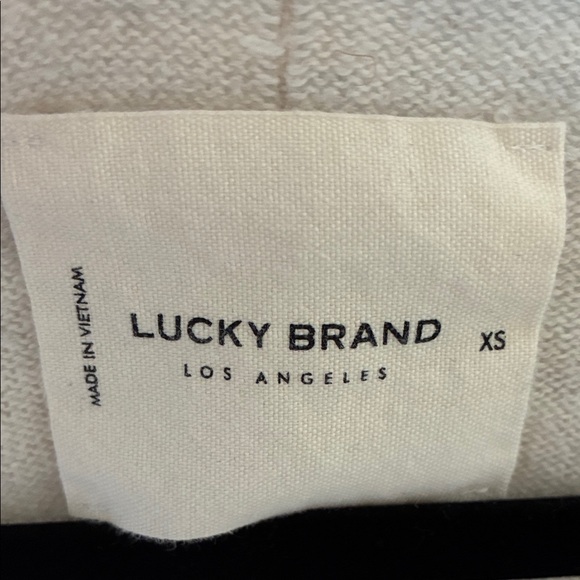 MADE IN VIETNAM
LUCKY BRAND
LOS ANGELES
XS